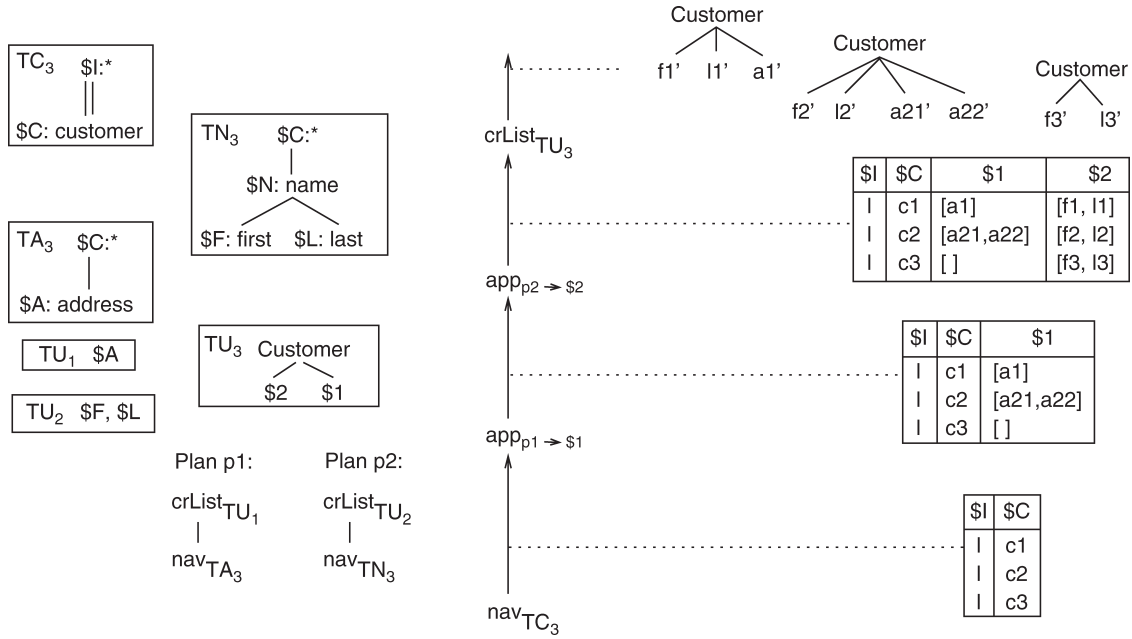 TC3 $I:*
$C: customer
TN3 $C:*
$N: name
$F: first $L: last
TA3 $C:*
$A: address
TU1 $A
TU2 $F, $L
TU3 Customer
$2 $1
Plan p1:
crListTU1
navTA3
Plan p2:
crListTU2
navTN3
Customer
f1’ l1’ a1’
Customer
f2’ l2’ a21’ a22’
Customer
f3’ l3’
crListTU3
$I $C $1 $2
I c1 [a1] [f1, l1]
I c2 [a21,a22] [f2, l2]
I c3 [ ] [f3, l3]
appp2 → $2
$I $C $1
I c1 [a1]
I c2 [a21,a22]
I c3 [ ]
appp1 → $1
$I $C
I c1
I c2
I c3
navTC3